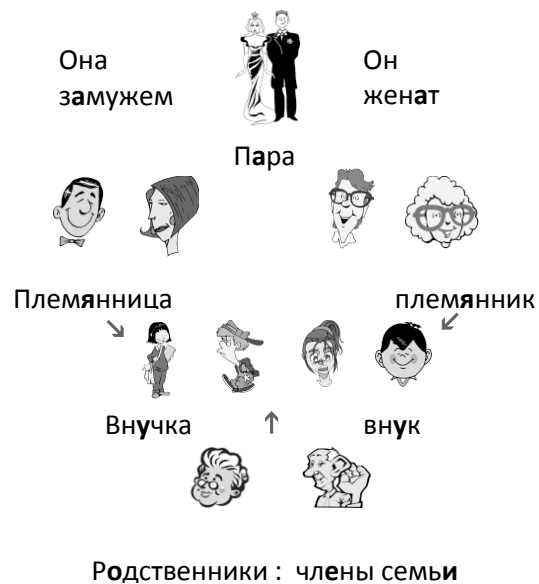 Она Он
замужем женат
Пара
Племянница племянник
Внучка внук
Родственники : члены семьи